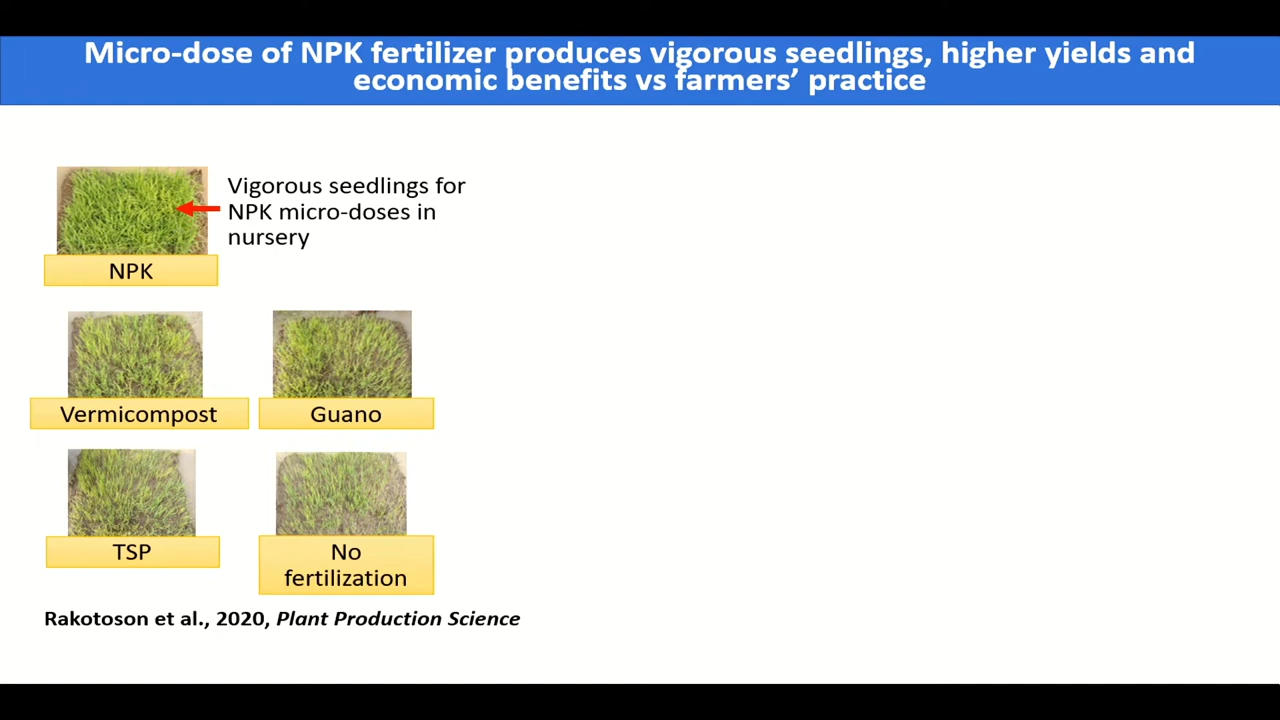 Micro-dose of NPK fertilizer produces vigorous seedlings, higher yields and
economic benefits vs farmers’ practice
Vigorous seedlings for
NPK micro-doses in
nursery
NPK
Vermicompost
Guano
TSP
No
fertilization
Rakotoson et al., 2020, Plant Production Science